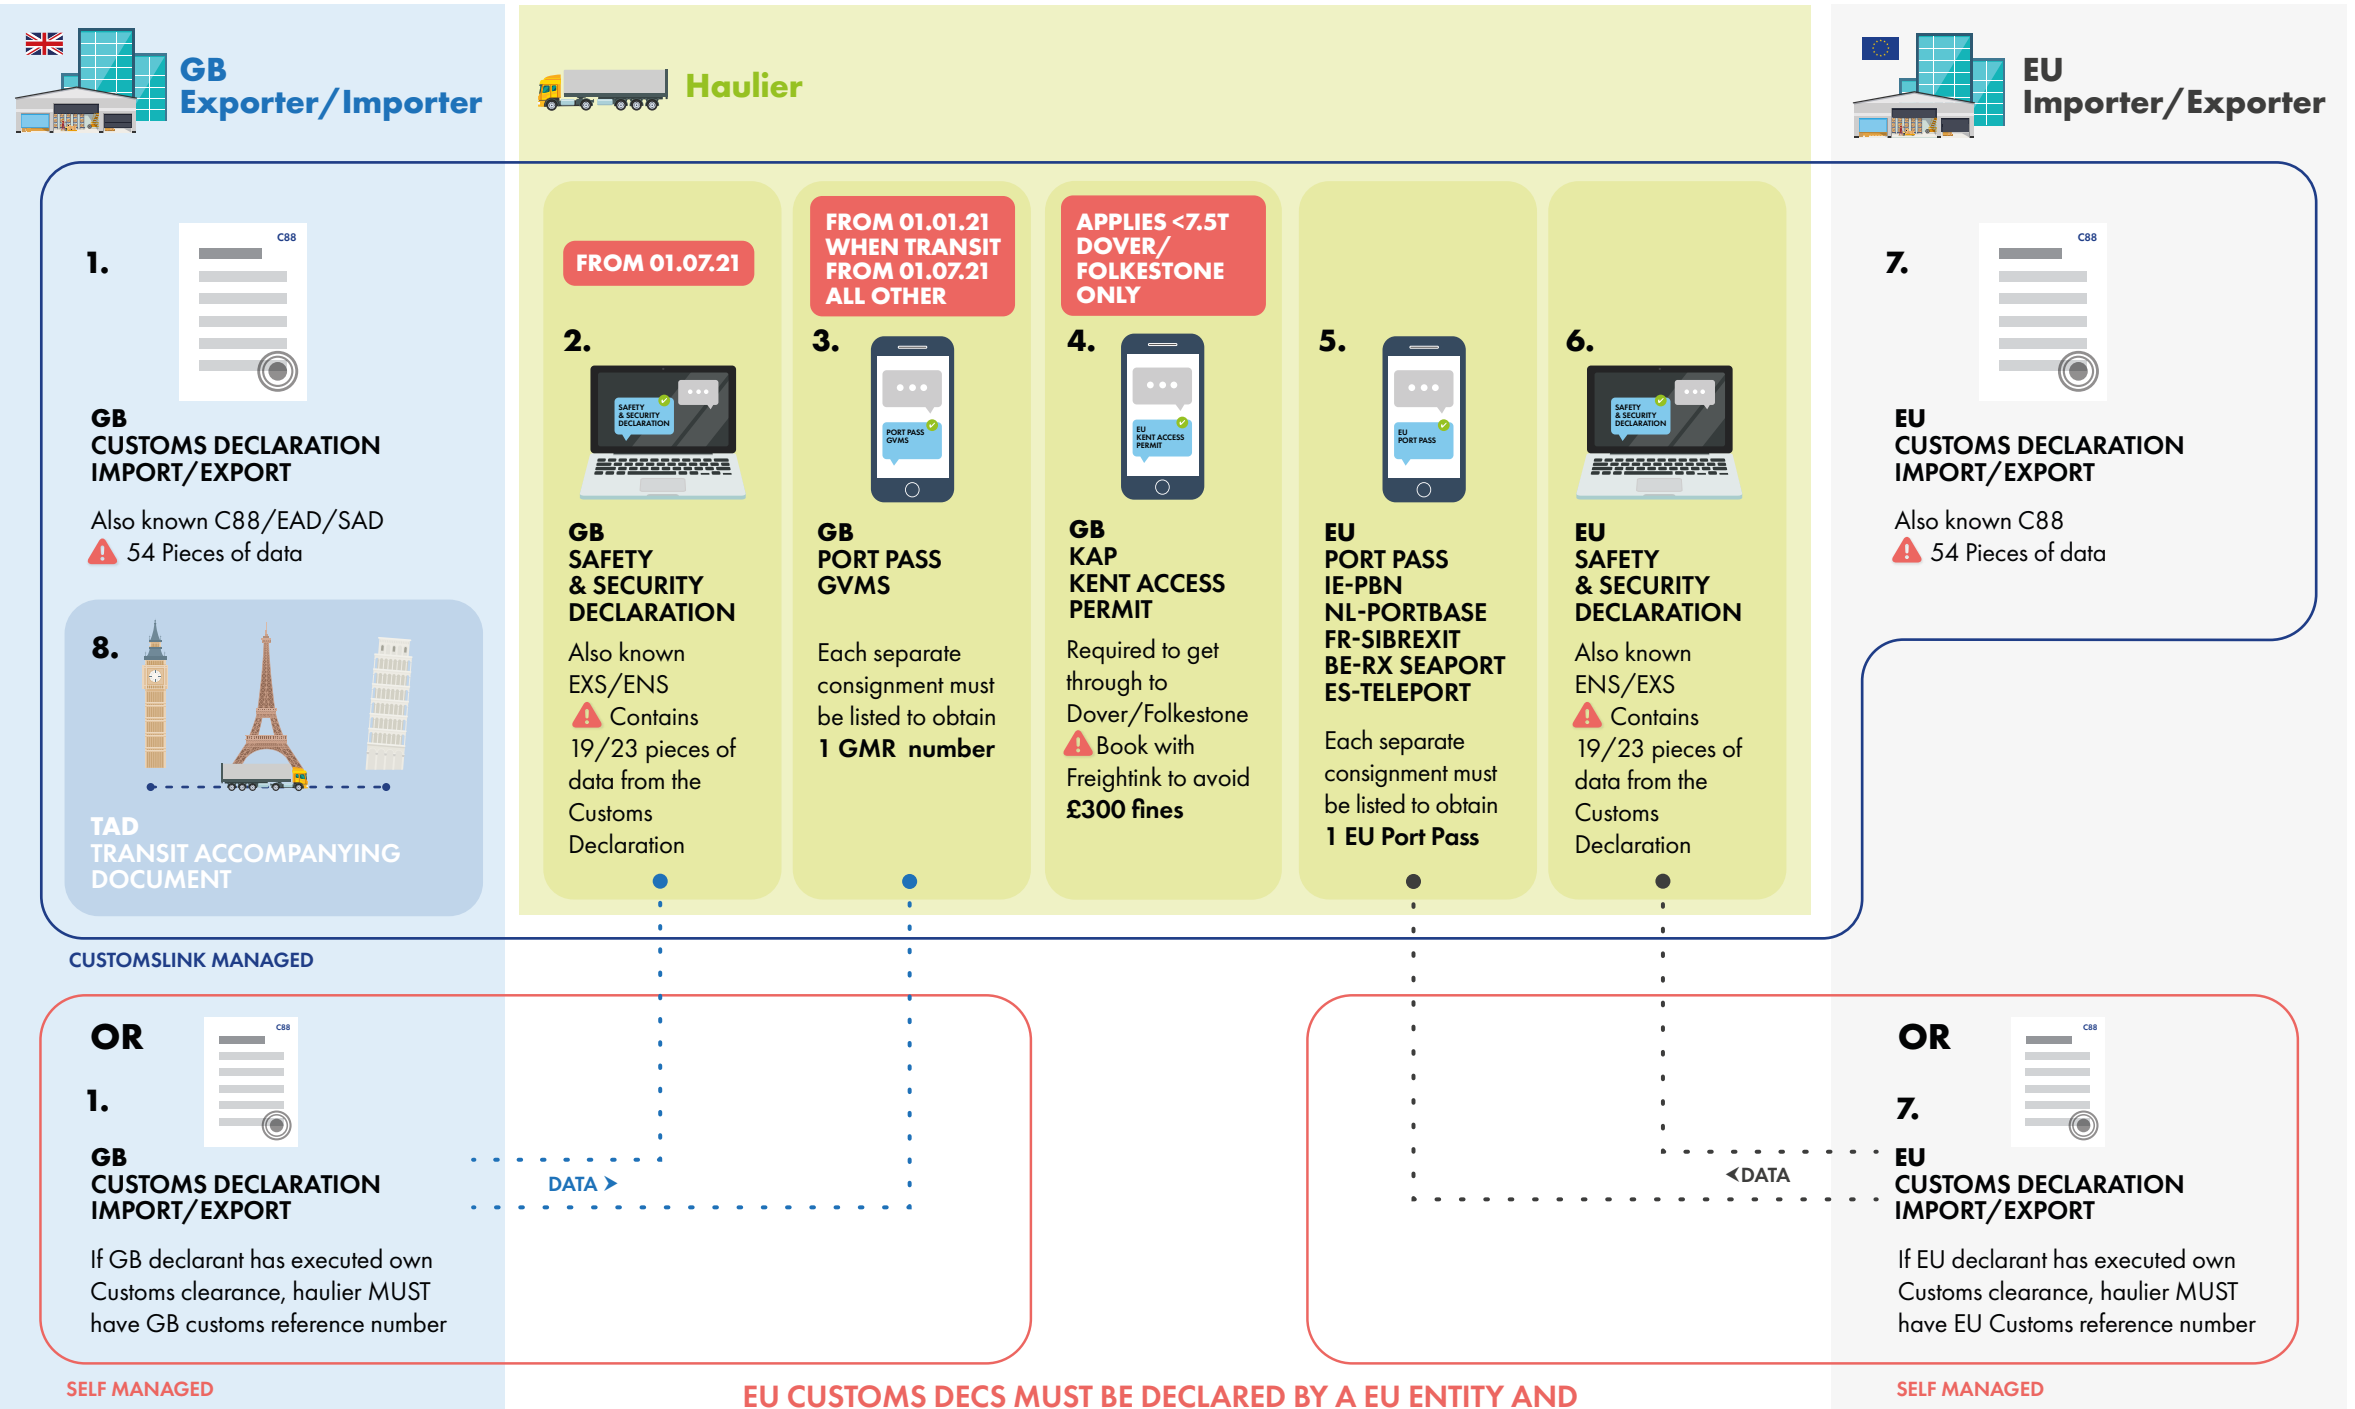 GB
Exporter/Importer
Haulier
EU
Importer/Exporter
1.
C88
GB
CUSTOMS DECLARATION
IMPORT/EXPORT
Also known C88/EAD/SAD
54 Pieces of data
8.
TAD
TRANSIT ACCOMPANYING
DOCUMENT
CUSTOMSLINK MANAGED
FROM 01.07.21
2.
SAFETY
& SECURITY
DECLARATION
GB
SAFETY
& SECURITY
DECLARATION
Also known
EXS/ENS
Contains
19/23 pieces of
data from the
Customs
Declaration
FROM 01.01.21
WHEN TRANSIT
FROM 01.07.21
ALL OTHER
3.
PORT PASS
GVMS
GB
PORT PASS
GVMS
Each separate
consignment must
be listed to obtain
1 GMR number
APPLIES <7.5T
DOVER/
FOLKESTONE
ONLY
4.
EU
KENT ACCESS
PERMIT
GB
KAP
KENT ACCESS
PERMIT
Required to get
through to
Dover/Folkestone
Book with
Freightink to avoid
£300 fines
5.
EU
PORT PASS
EU
PORT PASS
IE-PBN
NL-PORTBASE
FR-SIBREXIT
BE-RX SEAPORT
ES-TELEPORT
Each separate
consignment must
be listed to obtain
1 EU Port Pass
6.
SAFETY
& SECURITY
DECLARATION
EU
SAFETY
& SECURITY
DECLARATION
Also known
ENS/EXS
Contains
19/23 pieces of
data from the
Customs
Declaration
7.
C88
EU
CUSTOMS DECLARATION
IMPORT/EXPORT
Also known C88
54 Pieces of data
OR
C88
1.
GB
CUSTOMS DECLARATION
IMPORT/EXPORT
If GB declarant has executed own
Customs clearance, haulier MUST
have GB customs reference number
DATA
SELF MANAGED
OR
C88
7.
DATA
EU
CUSTOMS DECLARATION
IMPORT/EXPORT
If EU declarant has executed own
Customs clearance, haulier MUST
have EU Customs reference number
SELF MANAGED
EU CUSTOMS DECS MUST BE DECLARED BY A EU ENTITY AND